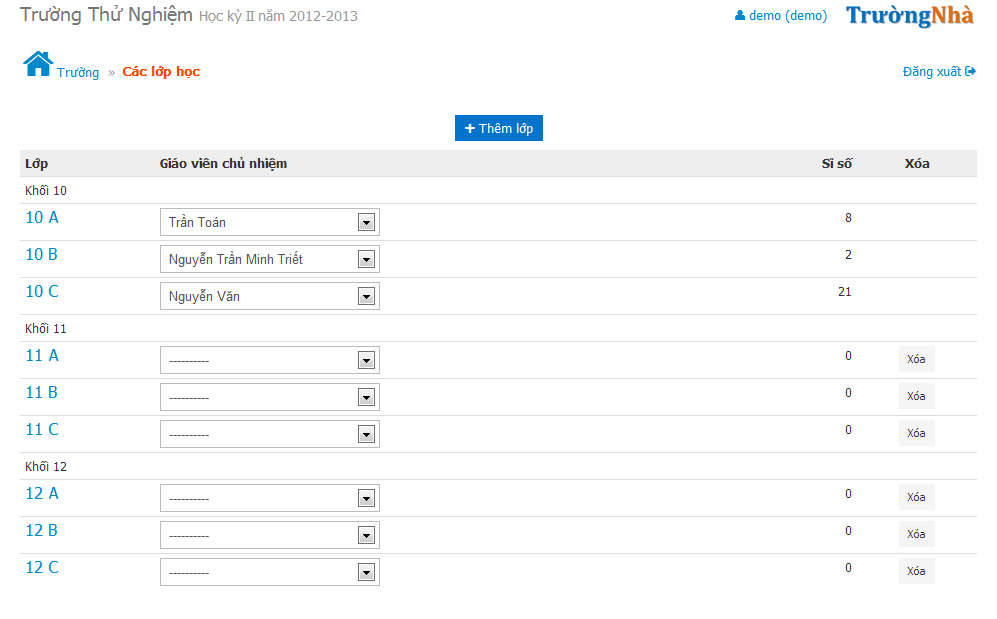 Trường Thử Nghiệm Học kỳ II năm 2012-2013
demo (demo) TrườngNhà
Trường » Các lớp học
Đăng xuất
+ Thêm lớp
Lớp Giáo viên chủ nhiệm Sĩ số Xóa
Khối 10
10 A Trần Toán 8
10 B Nguyễn Trần Minh Triết 2
10 C Nguyễn Văn 21
Khối 11
11 A ---------- 0 Xóa
11 B ---------- 0 Xóa
11 C ---------- 0 Xóa
Khối 12
12 A ---------- 0 Xóa
12 B ---------- 0 Xóa
12 C ---------- 0 Xóa